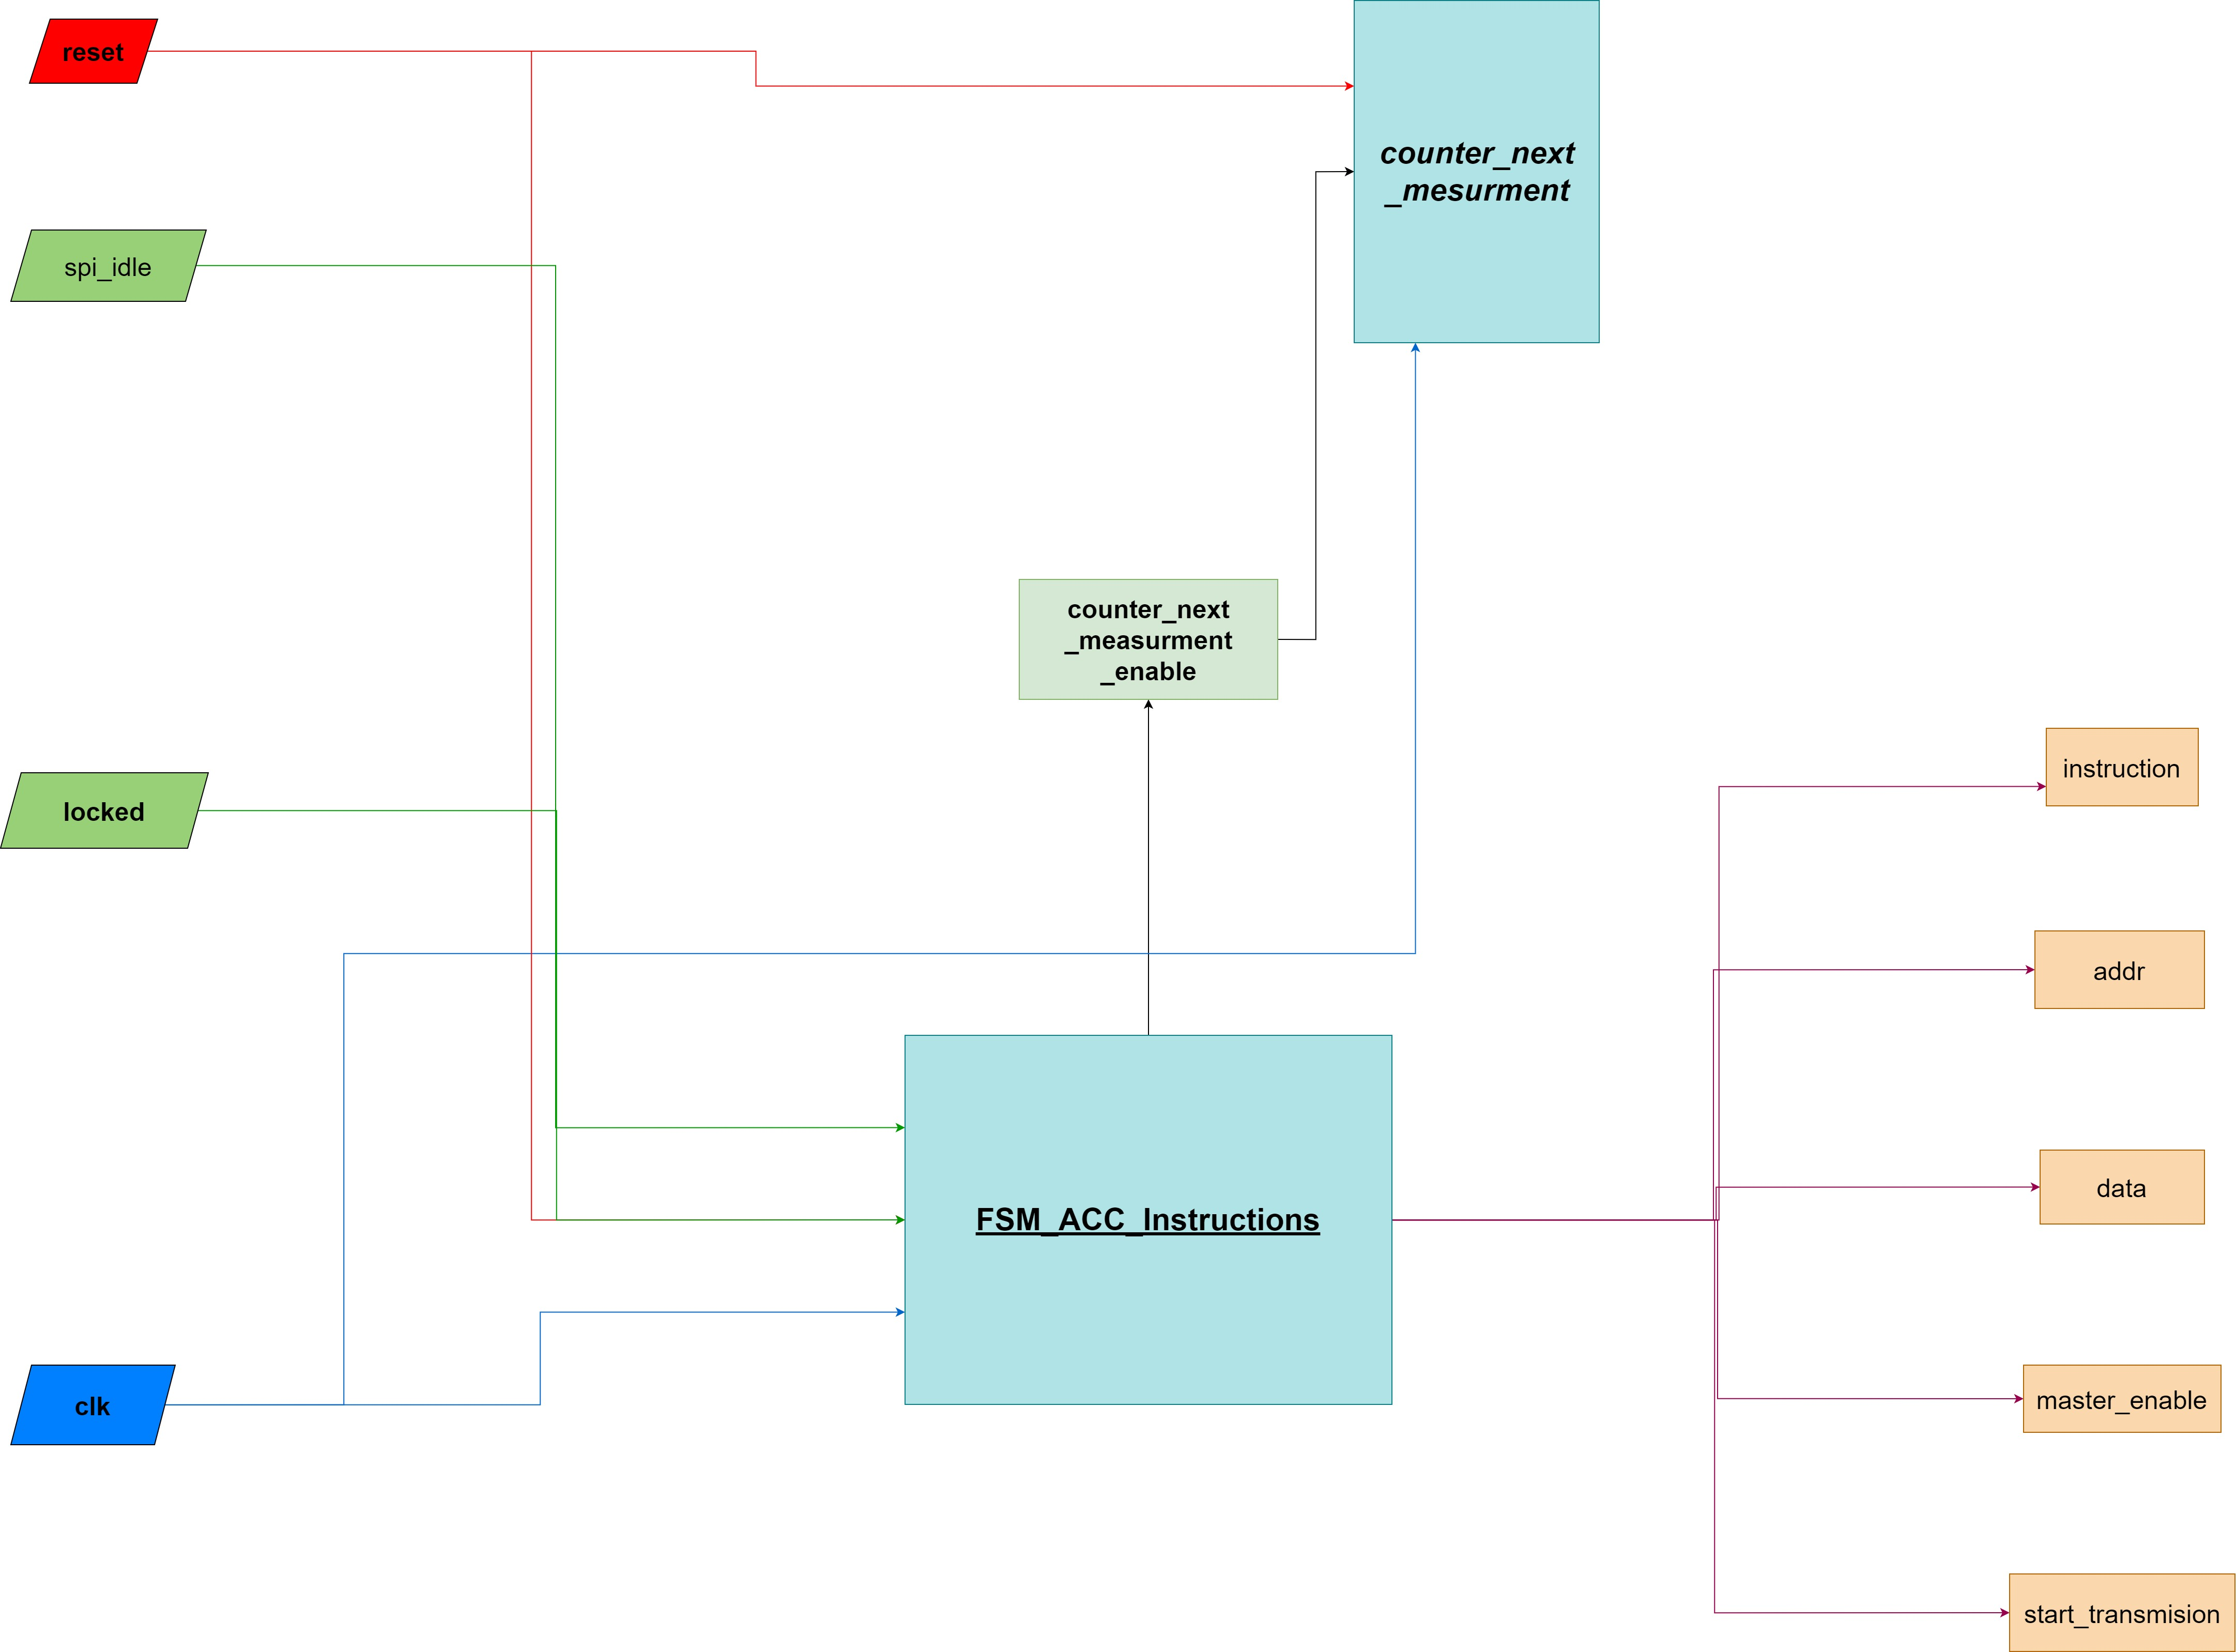 reset
counter_next
_mesurment
spi_idle
counter_next
_measurment
_enable
instruction
locked
addr
data
FSM_ACC_Instructions
clk
master_enable
start_transmision